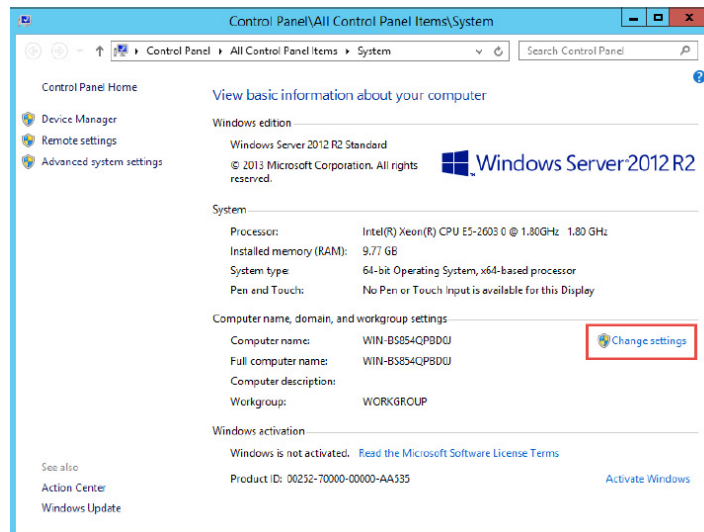 Control Panel\All Control Panel Items\System
Control Panel All Control Panel Items System
Search Control Panel
Control Panel Home
Device Manager
Remote settings
Advanced system settings
View basic information about your computer
Windows edition
Windows Server 2012 R2 Standard
© 2013 Microsoft Corporation. All rights
reserved.
Windows Server 2012 R2
System
Processor: Intel(R) Xeon(R) CPU E5-2603 0 @ 1.80GHz 1.80 GHz
Installed memory (RAM): 9.77 GB
System type: 64-bit Operating System, x64-based processor
Pen and Touch: No Pen or Touch Input is available for this Display
Computer name, domain, and workgroup settings
Computer name: WIN-BS854QPBD0J
Change settings
Full computer name: WIN-BS854QPBD0J
Computer description:
Workgroup: WORKGROUP
Windows activation
Windows is not activated. Read the Microsoft Software License Terms
Product ID: 00252-70000-00000-AA535
Activate Windows
See also
Action Center
Windows Update